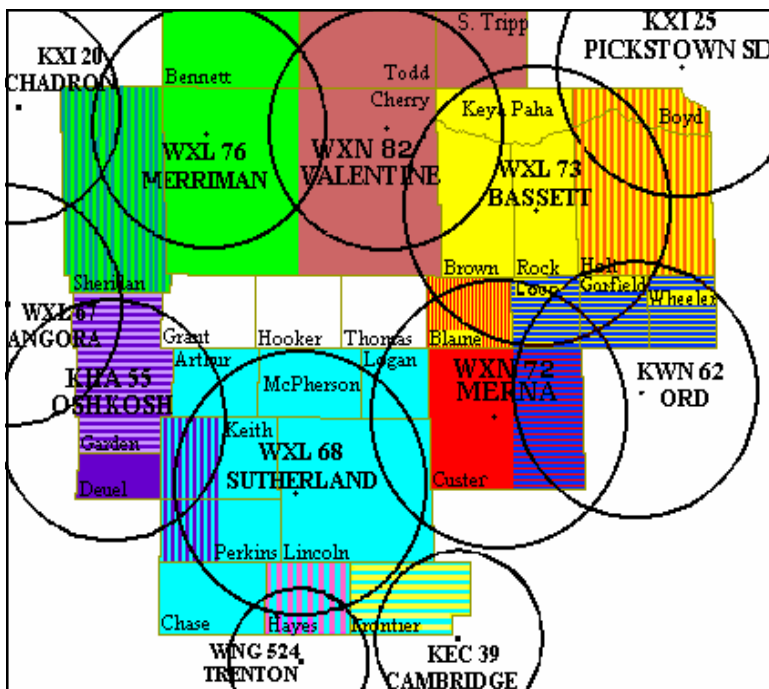 KXI 20
CHADRON
S. Tripp
KXI 25
PICKSTOWN SD
Bennett
Todd
Cherry
Keya Paha
Boyd
WXL 76
MERRIMAN
WXN 82
VALENTINE
WXL 73
BASSETT
Sheridan
Brown
Rock
Holt
Loup
Garfield
Wheeler
WXL 67
ANGORA
Grant
Hooker
Thomas
Blaine
KHA 55
OSHKOSH
Arthur
Logan
McPherson
WXN 72
MERNA
KWN 62
ORD
Garden
Keith
WXL 68
SUTHERLAND
Deuel
Custer
Perkins
Lincoln
Chase
Hayes
Frontier
WNG 524
TRENTON
KEC 39
CAMBRIDGE